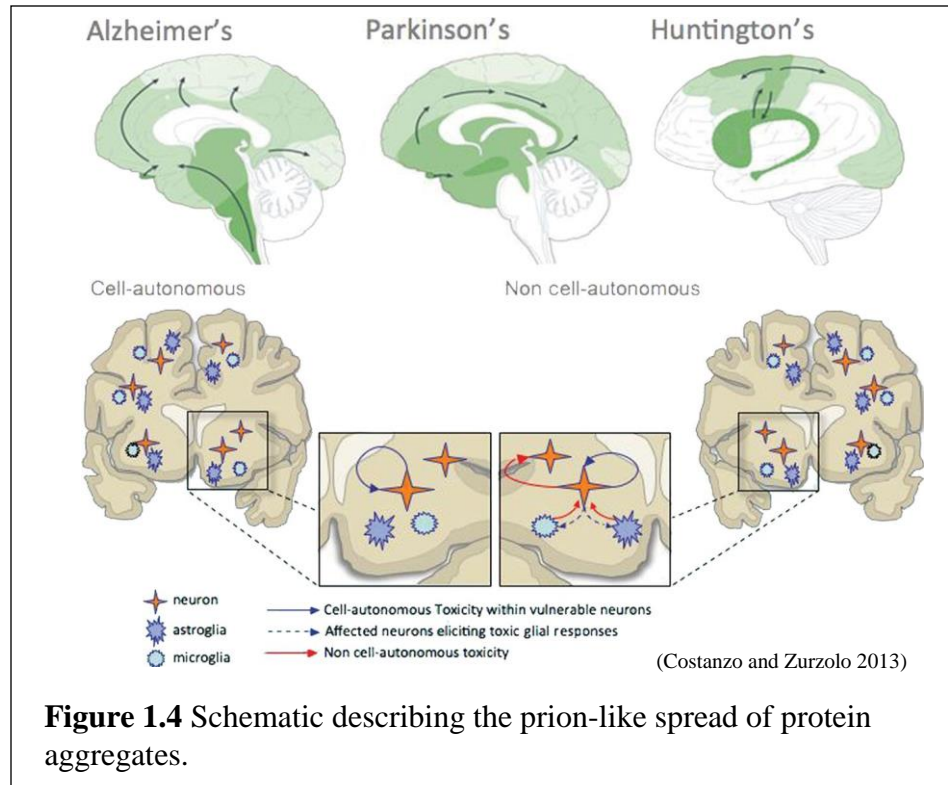 Alzheimer's Parkinson's Huntington's
Cell-autonomous Non cell-autonomous
neuron
astroglia
microglia
Cell-autonomous Toxicity within vulnerable neurons
Affected neurons eliciting toxic glial responses
Non cell-autonomous toxicity
(Costanzo and Zurzolo 2013)
Figure 1.4 Schematic describing the prion-like spread of protein
aggregates.